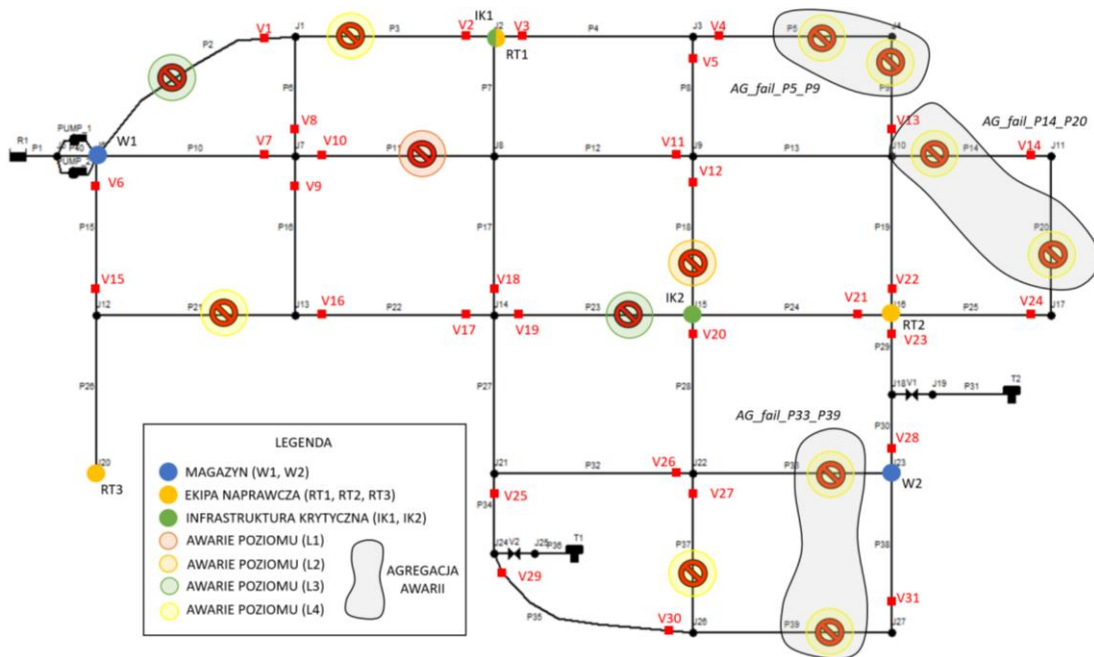 IK1
V1
V2
V3
V4
J1
J2
J3
J4
P2
P3
P4
P5
RT1
V5
AG_fail_P5_P9
P6
P7
P8
P9
V8
V13
AG_fail_P14_P20
R1
P1
PUMP_1
P40
PUMP_2
W1
P10
V7
J7
V10
P11
J8
P12
V11
J9
P13
J10
P14
V14
J11
V6
V9
V12
P15
P16
P17
P18
P19
P20
V15
V18
V22
J12
P21
J13
V16
P22
V17
J14
V19
P23
IK2
J15
P24
V21
J16
P25
V24
J17
V20
RT2
V23
P26
P27
P28
P29
J18
V1
J19
P31
T2
AG_fail_P33_P39
P30
V28
J20
RT3
J21
P32
V26
J22
P33
J23
W2
V25
V27
P34
J24
V2
J25
P36
T1
V29
P37
P38
P35
V30
J26
P39
V31
J27
LEGENDA
MAGAZYN (W1, W2)
EKIPA NAPRAWCZA (RT1, RT2, RT3)
INFRASTRUKTURA KRYTYCZNA (IK1, IK2)
AWARIE POZIOMU (L1)
AWARIE POZIOMU (L2)
AWARIE POZIOMU (L3)
AWARIE POZIOMU (L4)
AGREGACJA
AWARII